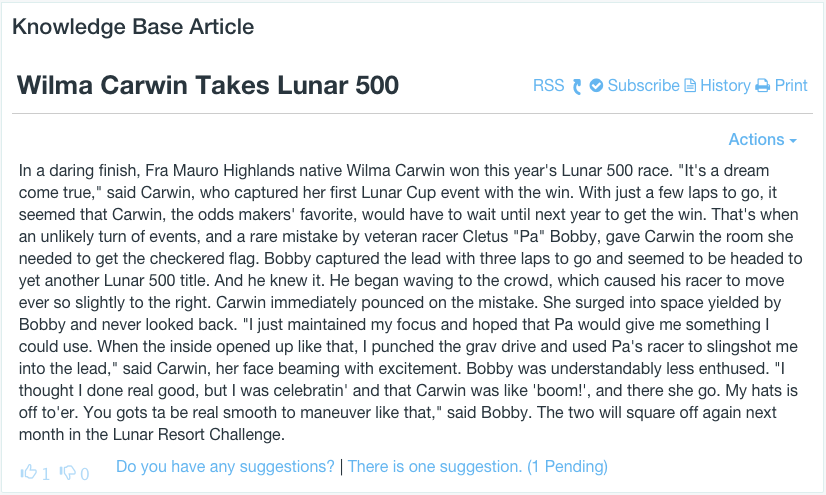 Knowledge Base Article
Wilma Carwin Takes Lunar 500
RSS Subscribe History Print
Actions
In a daring finish, Fra Mauro Highlands native Wilma Carwin won this year's Lunar 500 race. "It's a dream
come true," said Carwin, who captured her first Lunar Cup event with the win. With just a few laps to go, it
seemed that Carwin, the odds makers' favorite, would have to wait until next year to get the win. That's when
an unlikely turn of events, and a rare mistake by veteran racer Cletus "Pa" Bobby, gave Carwin the room she
needed to get the checkered flag. Bobby captured the lead with three laps to go and seemed to be headed to
yet another Lunar 500 title. And he knew it. He began waving to the crowd, which caused his racer to move
ever so slightly to the right. Carwin immediately pounced on the mistake. She surged into space yielded by
Bobby and never looked back. "I just maintained my focus and hoped that Pa would give me something I
could use. When the inside opened up like that, I punched the grav drive and used Pa's racer to slingshot me
into the lead," said Carwin, her face beaming with excitement. Bobby was understandably less enthused. "I
thought I done real good, but I was celebratin' and that Carwin was like 'boom!', and there she go. My hats is
off to'er. You gots ta be real smooth to maneuver like that," said Bobby. The two will square off again next
month in the Lunar Resort Challenge.
1 0 Do you have any suggestions? | There is one suggestion. (1 Pending)